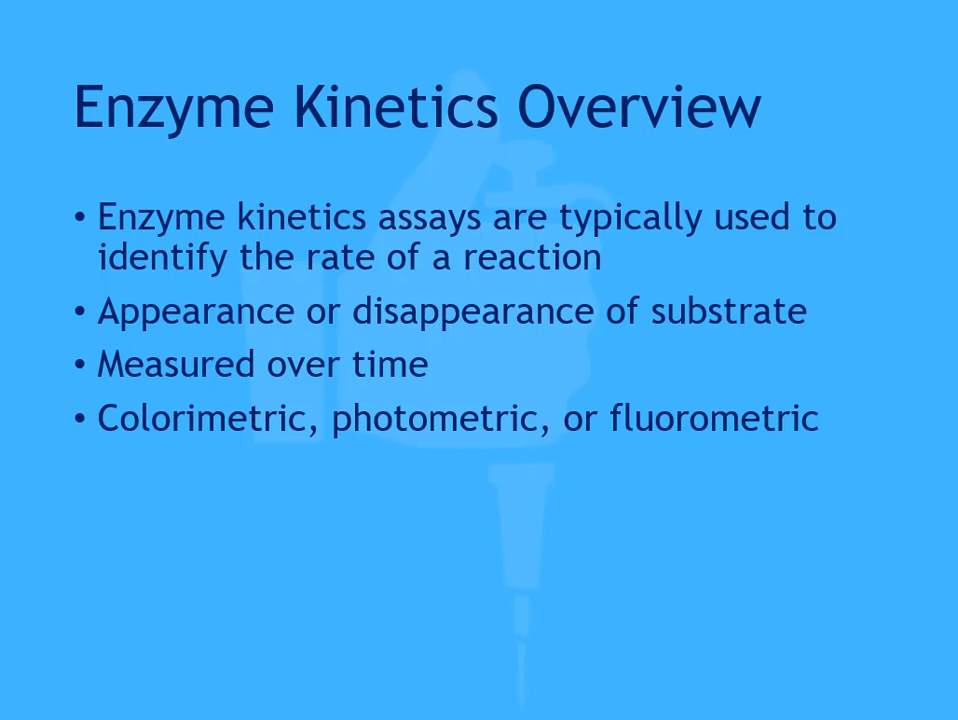 Enzyme Kinetics Overview
• Enzyme kinetics assays are typically used to
identify the rate of a reaction
• Appearance or disappearance of substrate
• Measured over time
• Colorimetric, photometric, or fluorometric